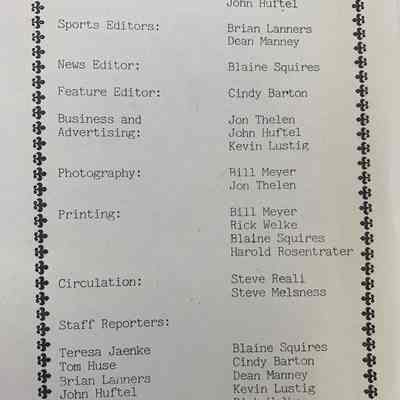 John Huftel
Sports Editors: Brian Lanners
Dean Manney
News Editor: Blaine Squires
Feature Editor: Cindy Barton
Business and Jon Thelen
Advertising: John Huftel
Kevin Lustig
Photography: Bill Meyer
Jon Thelen
Printing: Bill Meyer
Rick Welke
Blaine Squires
Harold Rosentrater
Circulation: Steve Reali
Steve Melsness
Staff Reporters:
Teresa Jaenke Blaine Squires
Tom Huse Cindy Barton
Brian Lanners Dean Manney
John Huftel Kevin Lustig